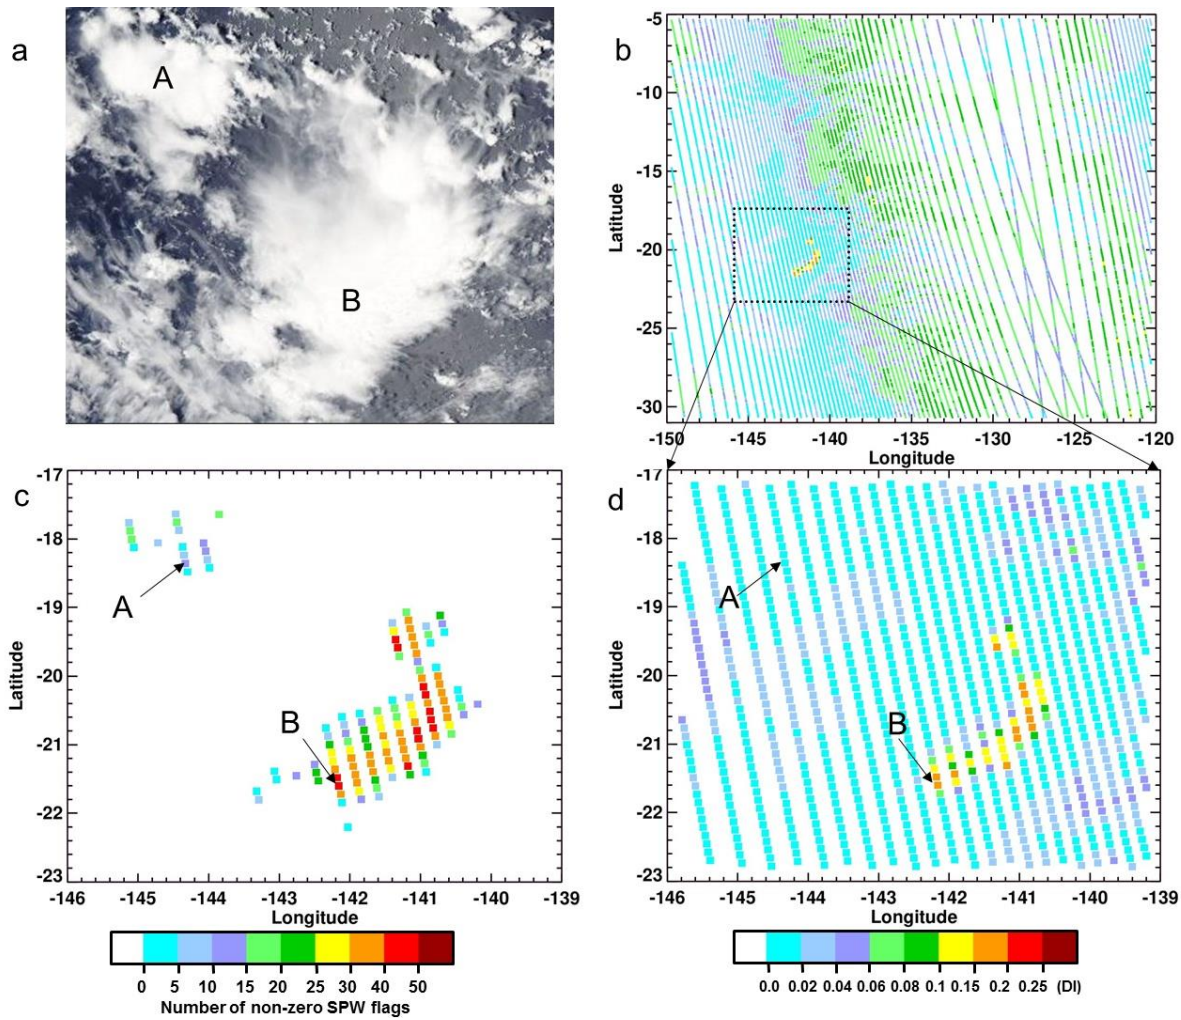 a
A
B
b
-5
-10
-15
-20
-25
-30
Latitude
-150 -145 -140 -135 -130 -125 -120
Longitude
c
-17
-18
-19
-20
-21
-22
-23
Latitude
A
B
-146 -145 -144 -143 -142 -141 -140 -139
Longitude
0 5 10 15 20 25 30 40 50
Number of non-zero SPW flags
d
-17
-18
-19
-20
-21
-22
-23
Latitude
A
B
-146 -145 -144 -143 -142 -141 -140 -139
Longitude
0.0 0.02 0.04 0.06 0.08 0.1 0.15 0.2 0.25 (DI)